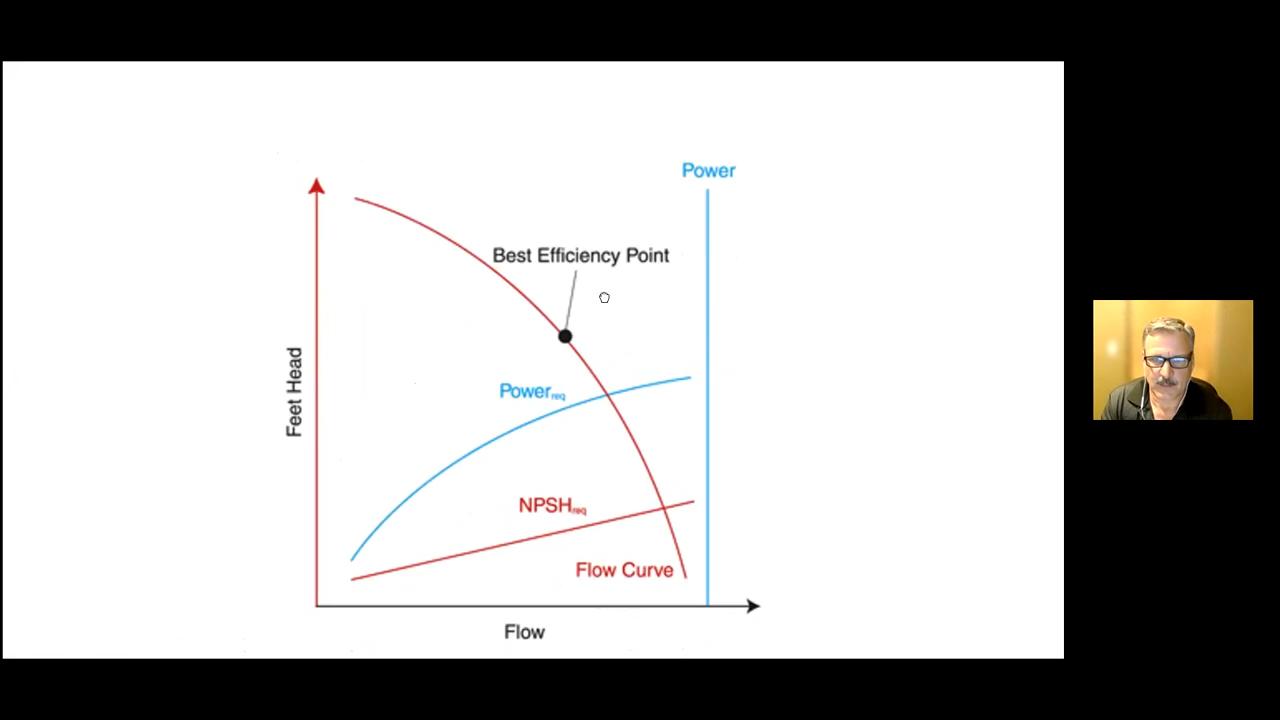 Power
Best Efficiency Point
Feet Head
Powerreq
NPSHreq
Flow Curve
Flow